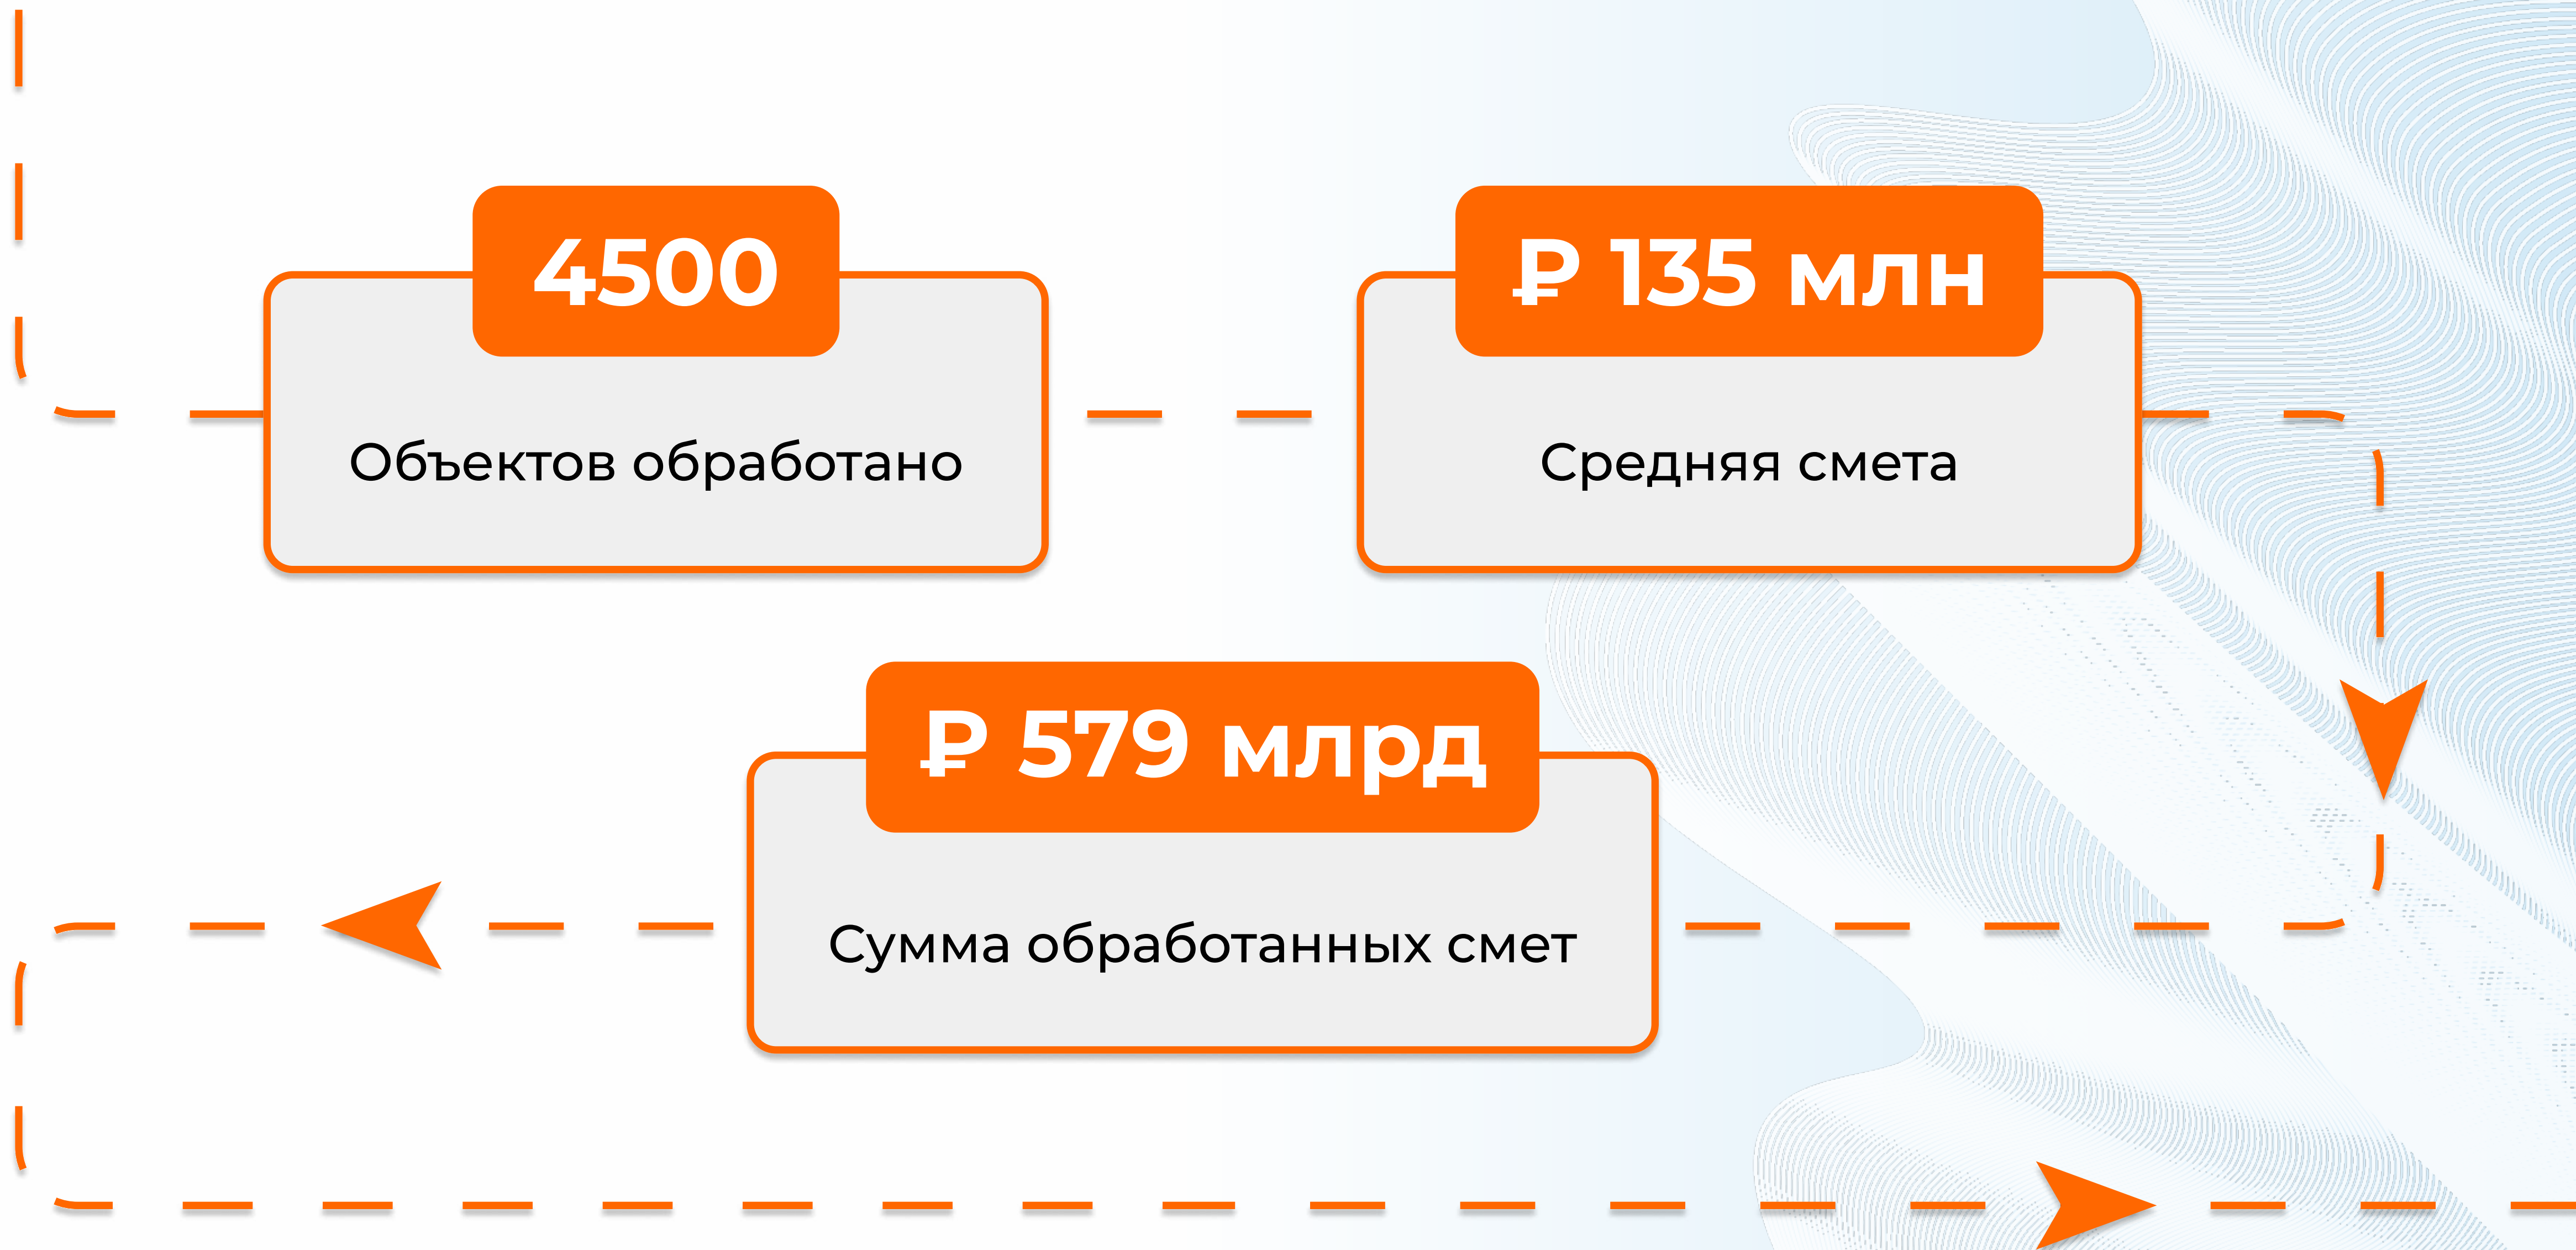 4500
Объектов обработано
₽ 135 млн
Средняя смета
₽ 579 млрд
Сумма обработанных смет